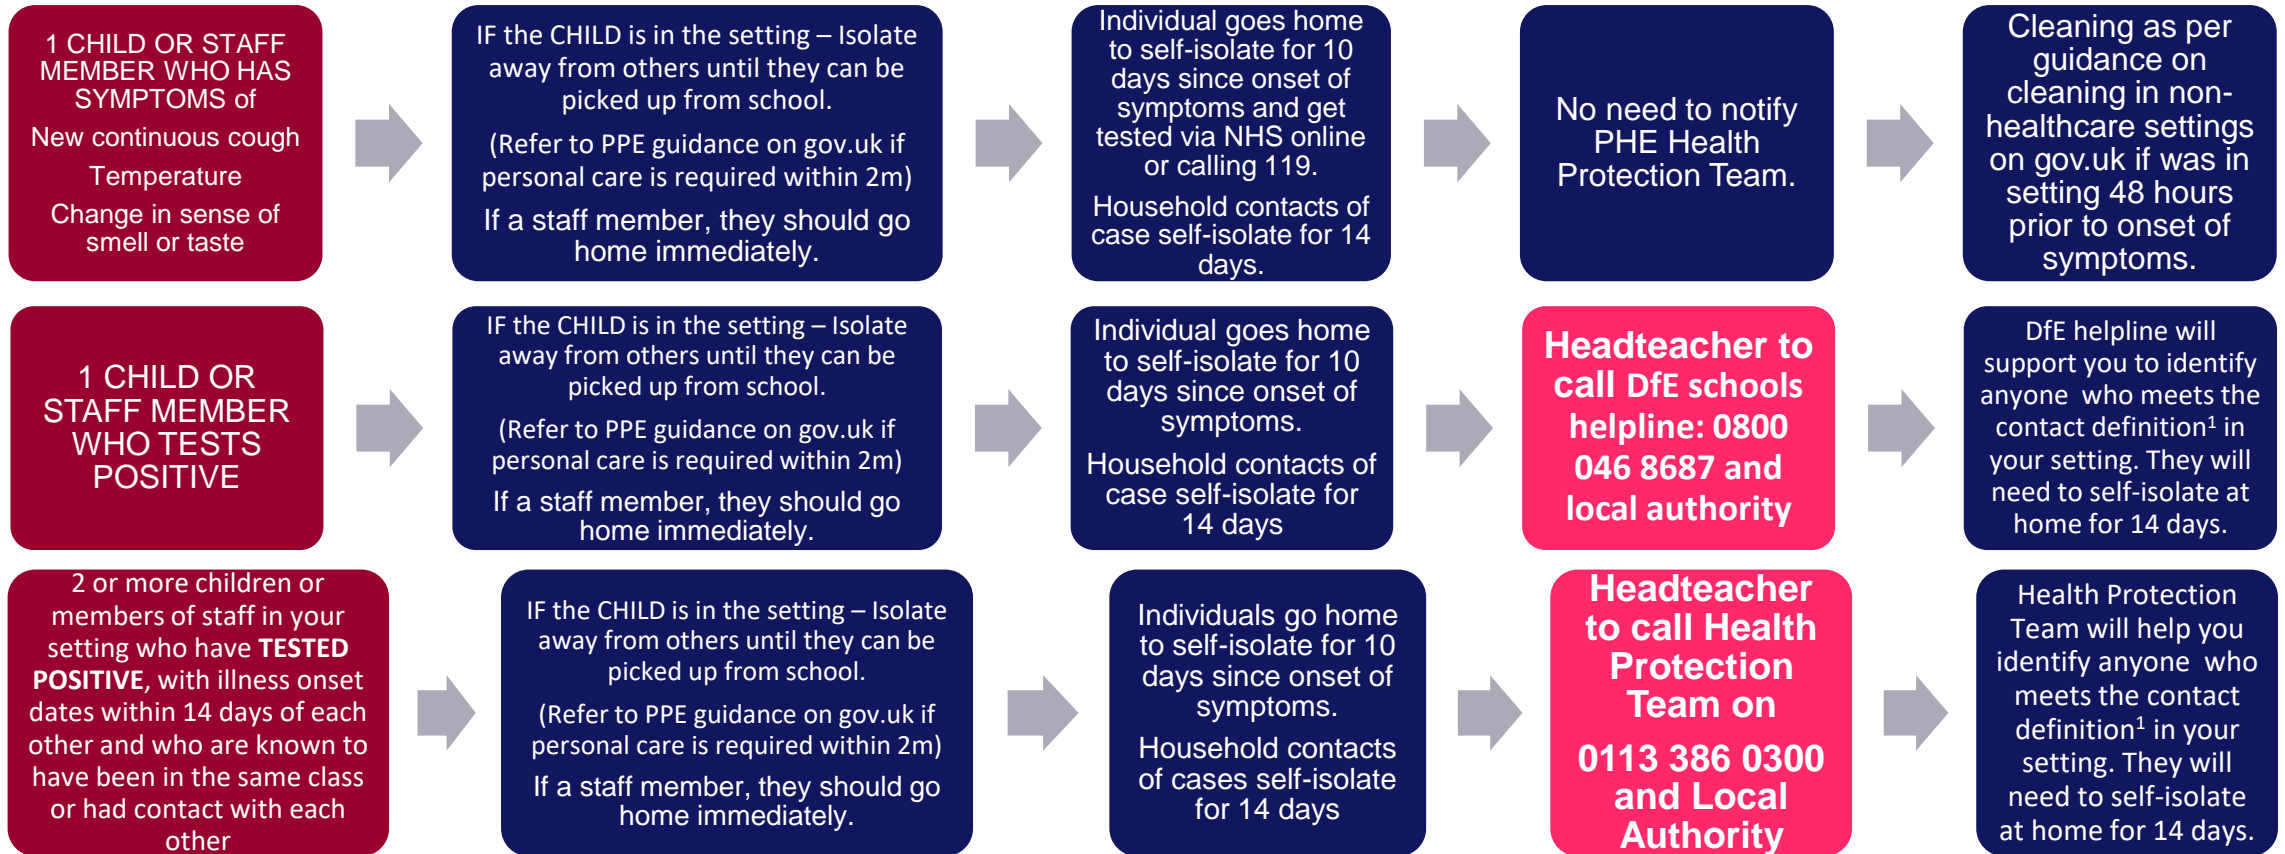 1 CHILD OR STAFF
MEMBER WHO HAS
SYMPTOMS of
New continuous cough
Temperature
Change in sense of
smell or taste
IF the CHILD is in the setting – Isolate
away from others until they can be
picked up from school.
(Refer to PPE guidance on gov.uk if
personal care is required within 2m)
If a staff member, they should go
home immediately.
Individual goes home
to self-isolate for 10
days since onset of
symptoms and get
tested via NHS online
or calling 119.
Household contacts of
case self-isolate for 14
days.
No need to notify
PHE Health
Protection Team.
Cleaning as per
guidance on
cleaning in non-
healthcare settings
on gov.uk if was in
setting 48 hours
prior to onset of
symptoms.
1 CHILD OR
STAFF MEMBER
WHO TESTS
POSITIVE
IF the CHILD is in the setting – Isolate
away from others until they can be
picked up from school.
(Refer to PPE guidance on gov.uk if
personal care is required within 2m)
If a staff member, they should go
home immediately.
Individual goes home
to self-isolate for 10
days since onset of
symptoms.
Household contacts of
case self-isolate for
14 days
Headteacher to
call DfE schools
helpline: 0800
046 8687 and
local authority
DfE helpline will
support you to identify
anyone who meets the
contact definition¹ in
your setting. They will
need to self-isolate at
home for 14 days.
2 or more children or
members of staff in your
setting who have TESTED
POSITIVE, with illness onset
dates within 14 days of each
other and who are known to
have been in the same class
or had contact with each
other
IF the CHILD is in the setting – Isolate
away from others until they can be
picked up from school.
(Refer to PPE guidance on gov.uk if
personal care is required within 2m)
If a staff member, they should go
home immediately.
Individuals go home
to self-isolate for 10
days since onset of
symptoms.
Household contacts
of cases self-isolate
for 14 days
Headteacher
to call Health
Protection
Team on
0113 386 0300
and Local
Authority
Health Protection
Team will help you
identify anyone who
meets the contact
definition¹ in your
setting. They will
need to self-isolate
at home for 14 days.